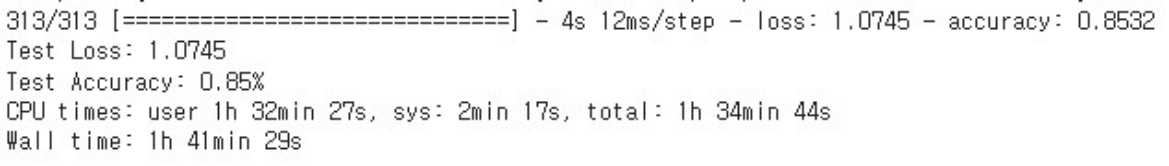 313/313 [==============================] - 4s 12ms/step - loss: 1.0745 - accuracy: 0.8532
Test Loss: 1.0745
Test Accuracy: 0.85%
CPU times: user 1h 32min 27s, sys: 2min 17s, total: 1h 34min 44s
Wall time: 1h 41min 29s